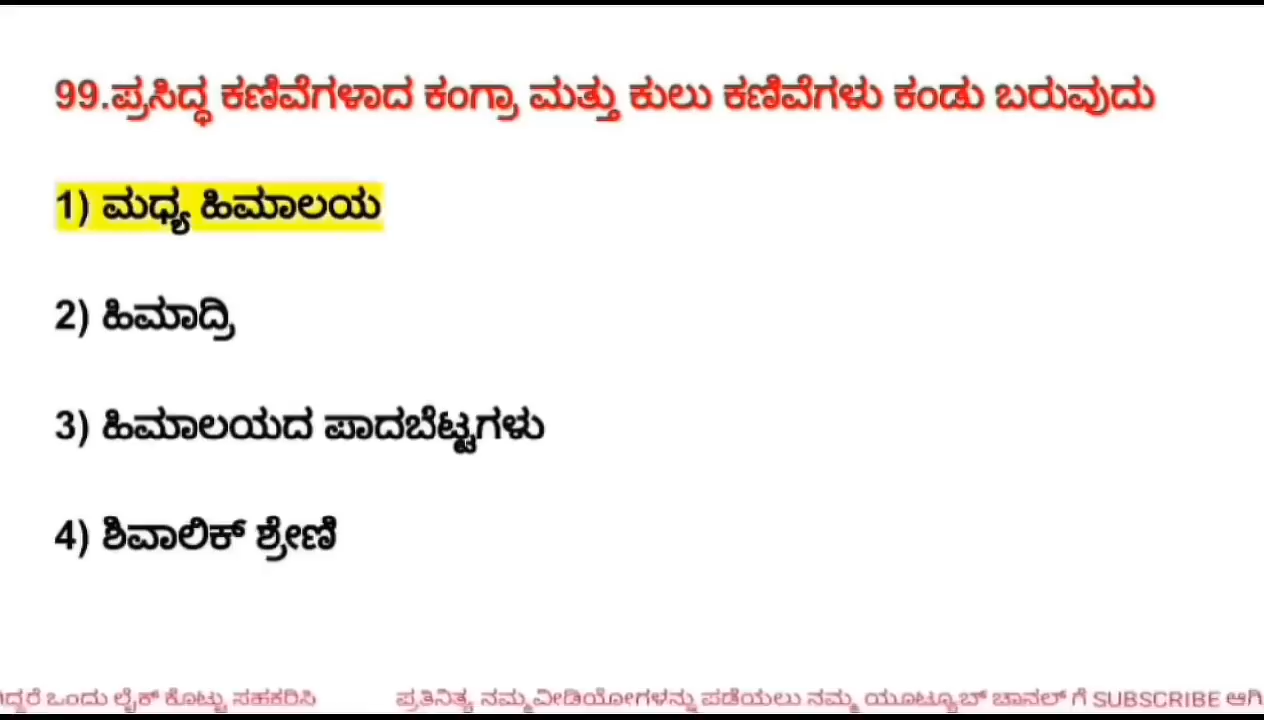 99.ಪ್ರಸಿದ್ಧ ಕಣಿವೆಗಳಾದ ಕಂಗ್ರಾ ಮತ್ತು ಕುಲು ಕಣಿವೆಗಳು ಕಂಡು ಬರುವುದು
1) ಮಧ್ಯ ಹಿಮಾಲಯ
2) ಹಿಮಾದ್ರಿ
3) ಹಿಮಾಲಯದ ಪಾದಬೆಟ್ಟಗಳು
4) ಶಿವಾಲಿಕ್ ಶ್ರೇಣಿ
ಒಂದು ಲೈಕ್ ಕೊಟ್ಟು ಸಹಕರಿಸಿ ಪ್ರತಿನಿತ್ಯ ನಮ್ಮ ವೀಡಿಯೋಗಳನ್ನು ಪಡೆಯಲು ನಮ್ಮ ಯೂಟ್ಯೂಬ್ ಚಾನಲ್ ಗೆ SUBSCRIBE ಆಗಿ